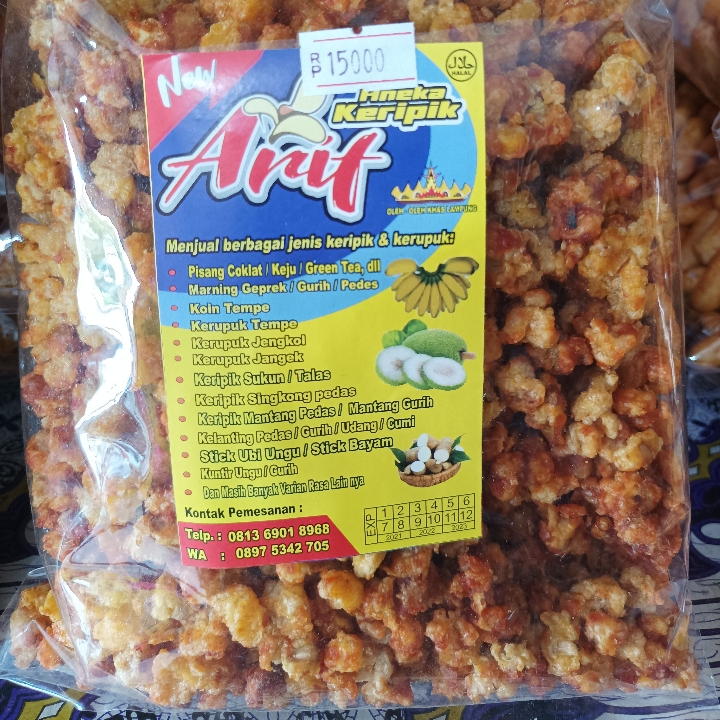 RP 15000
New
حلال
HALAL
Aneka
Keripik
Arif
OLEH - OLEH KHAS LAMPUNG
Menjual berbagai jenis keripik & kerupuk:
• Pisang Coklat / Keju / Green Tea, dll
• Marning Geprek / Gurih / Pedes
• Koin Tempe
• Kerupuk Tempe
• Kerupuk Jengkol
• Kerupuk Jangek
• Keripik Sukun / Talas
• Keripik Singkong pedas
• Keripik Mantang Pedas / Mantang Gurih
• Kelanting Pedas / Gurih / Udang / Cumi
• Stick Ubi Ungu / Stick Bayam
• Kuntir Ungu / Gurih
• Dan Masih Banyak Varian Rasa Lain nya
Kontak Pemesanan :
Telp. : 0813 6901 8968
WA : 0897 5342 705
EXP
1 2 3 4 5 6
7 8 9 10 11 12
2021 2022 2023